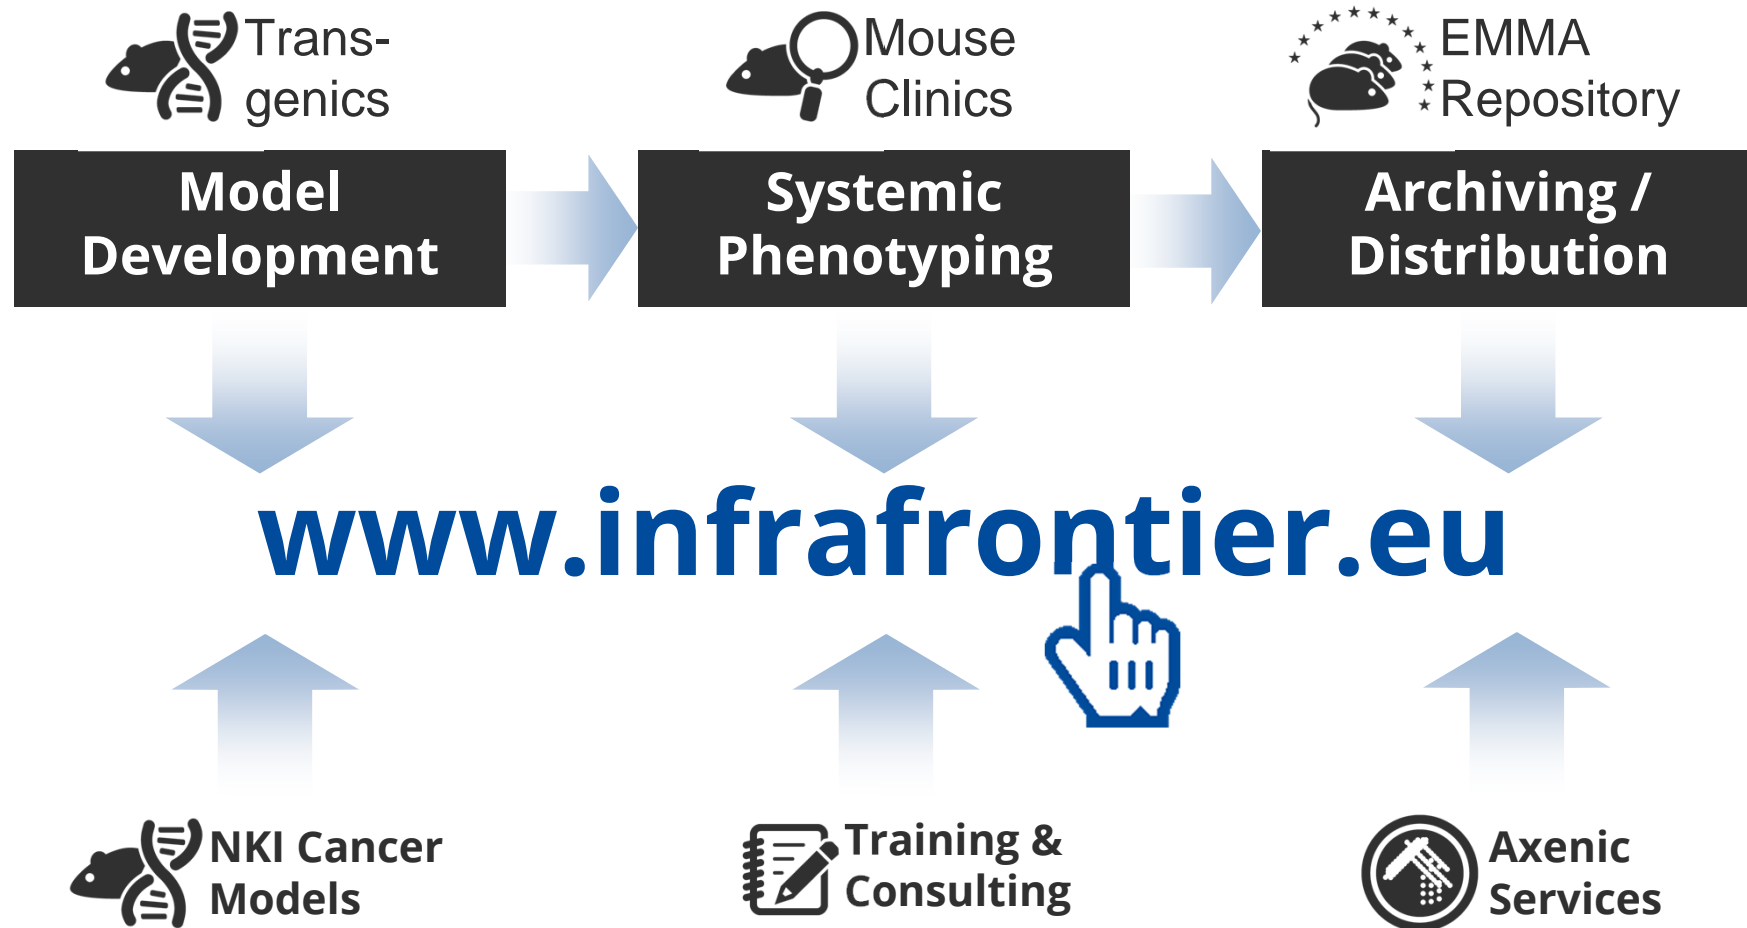 Trans-
genics
Mouse
Clinics
EMMA
Repository
Model
Development
Systemic
Phenotyping
Archiving /
Distribution
www.infrafrontier.eu
NKI Cancer
Models
Training &
Consulting
Axenic
Services